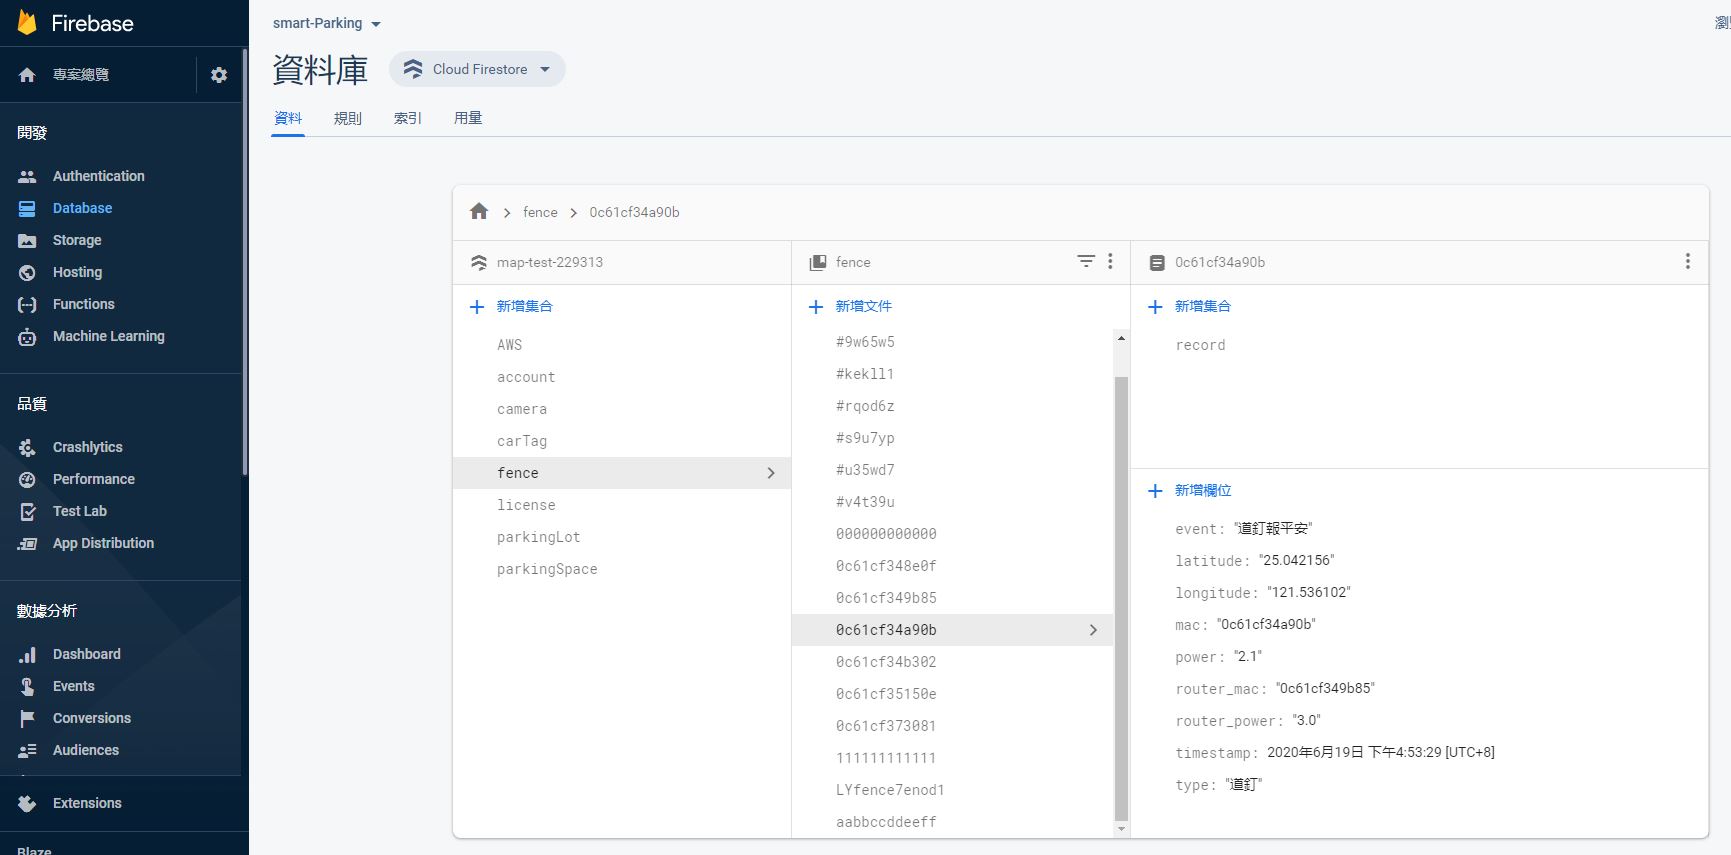 Firebase
專案總覽
開發
Authentication
Database
Storage
Hosting
Functions
Machine Learning
品質
Crashlytics
Performance
Test Lab
App Distribution
數據分析
Dashboard
Events
Conversions
Audiences
Extensions
Blaze
smart-Parking
資料庫
Cloud Firestore
資料 規則 索引 用量
fence 0c61cf34a90b
map-test-229313
新增集合
AWS
account
camera
carTag
fence
license
parkingLot
parkingSpace
fence
新增文件
#9w65w5
#kekll1
#rqod6z
#s9u7yp
#u35wd7
#v4t39u
000000000000
0c61cf348e0f
0c61cf349b85
0c61cf34a90b
0c61cf34b302
0c61cf35150e
0c61cf373081
111111111111
LYfence7enod1
aabbccddeeff
0c61cf34a90b
新增集合
record
新增欄位
event: "道釘報平安"
latitude: "25.042156"
longitude: "121.536102"
mac: "0c61cf34a90b"
power: "2.1"
router_mac: "0c61cf349b85"
router_power: "3.0"
timestamp: 2020年6月19日 下午4:53:29 [UTC+8]
type: "道釘"